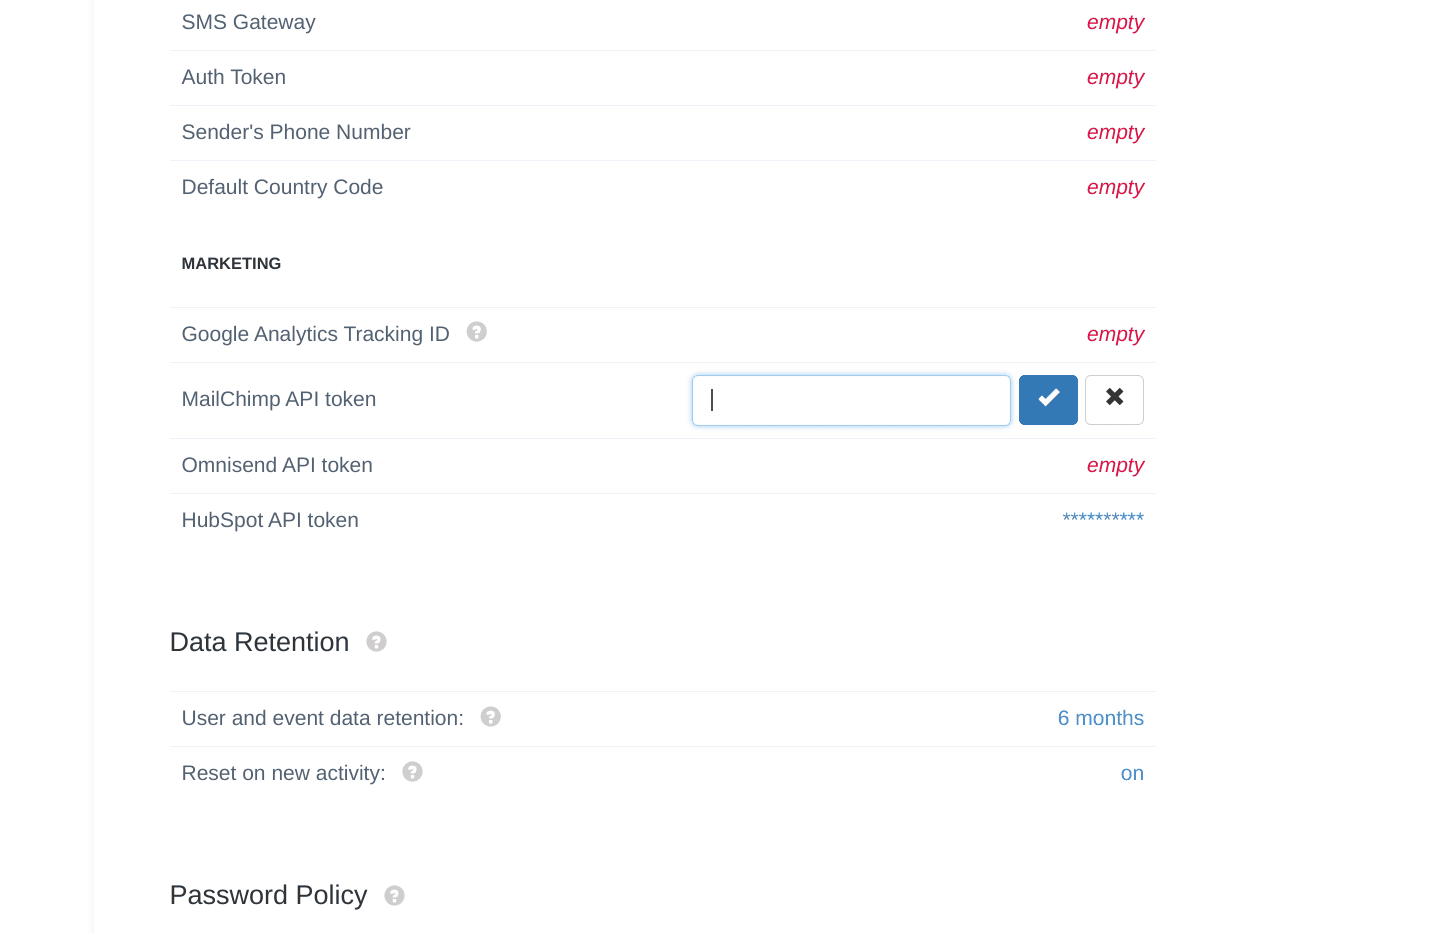 SMS Gateway empty
Auth Token empty
Sender's Phone Number empty
Default Country Code empty
MARKETING
Google Analytics Tracking ID empty
MailChimp API token
Omnisend API token empty
HubSpot API token **********
Data Retention
User and event data retention: 6 months
Reset on new activity: on
Password Policy